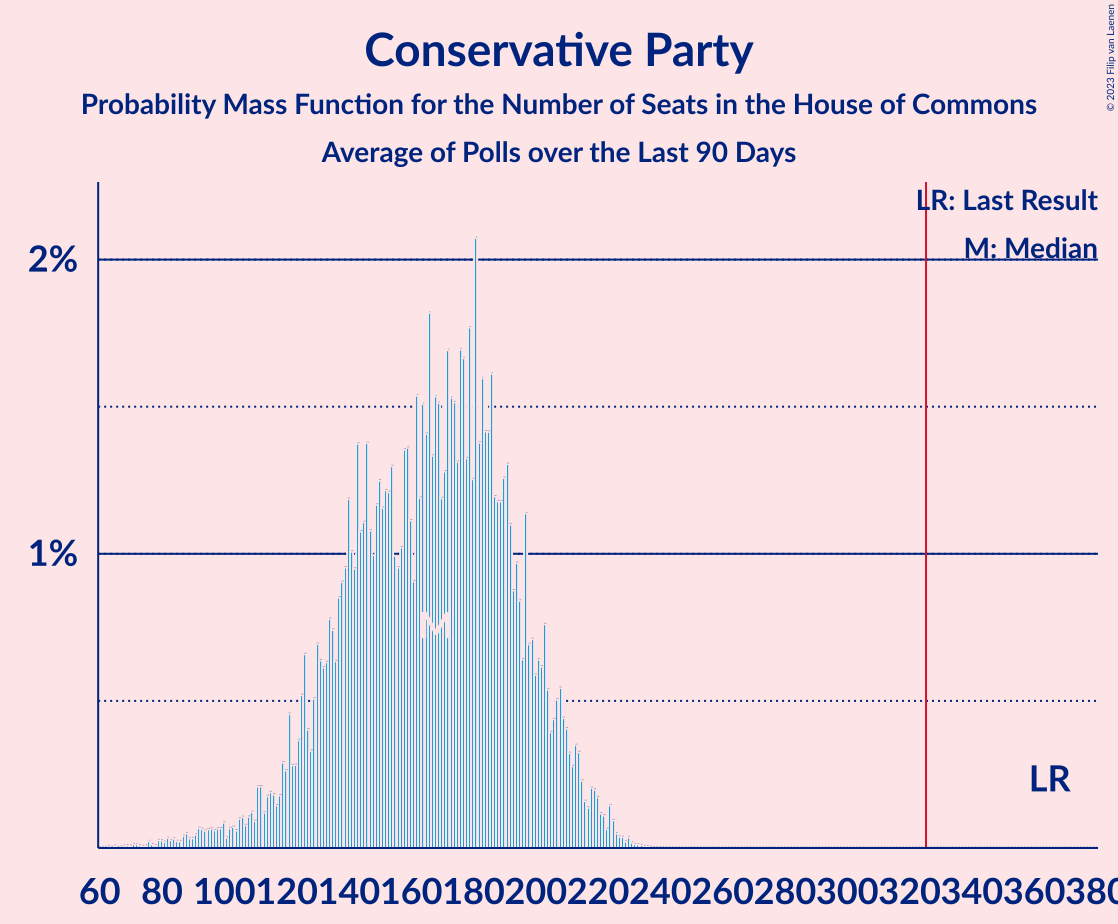 Conservative Party
Probability Mass Function for the Number of Seats in the House of Commons
Average of Polls over the Last 90 Days
© 2023 Filip van Laenen
LR: Last Result
M: Median
2%
1%
M
LR
60 80 100 120 140 160 180 200 220 240 260 280 300 320 340 360 380